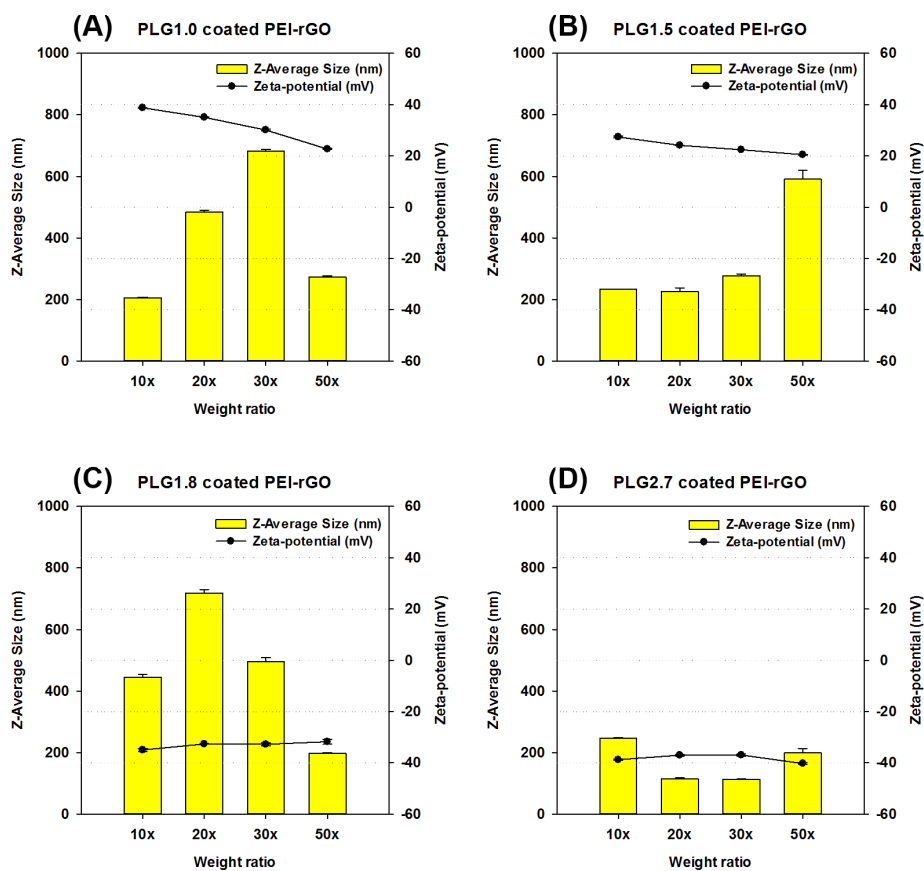 (A)
PLG1.0 coated PEI-rGO
Z-Average Size (nm)
Zeta-potential (mV)
1000
800
600
400
200
0
60
40
20
0
-20
-40
-60
Z-Average Size (nm)
Zeta-potential (mV)
10x 20x 30x 50x
Weight ratio
(B)
PLG1.5 coated PEI-rGO
Z-Average Size (nm)
Zeta-potential (mV)
1000
800
600
400
200
0
60
40
20
0
-20
-40
-60
Z-Average Size (nm)
Zeta-potential (mV)
10x 20x 30x 50x
Weight ratio
(C)
PLG1.8 coated PEI-rGO
Z-Average Size (nm)
Zeta-potential (mV)
1000
800
600
400
200
0
60
40
20
0
-20
-40
-60
Z-Average Size (nm)
Zeta-potential (mV)
10x 20x 30x 50x
Weight ratio
(D)
PLG2.7 coated PEI-rGO
Z-Average Size (nm)
Zeta-potential (mV)
1000
800
600
400
200
0
60
40
20
0
-20
-40
-60
Z-Average Size (nm)
Zeta-potential (mV)
10x 20x 30x 50x
Weight ratio